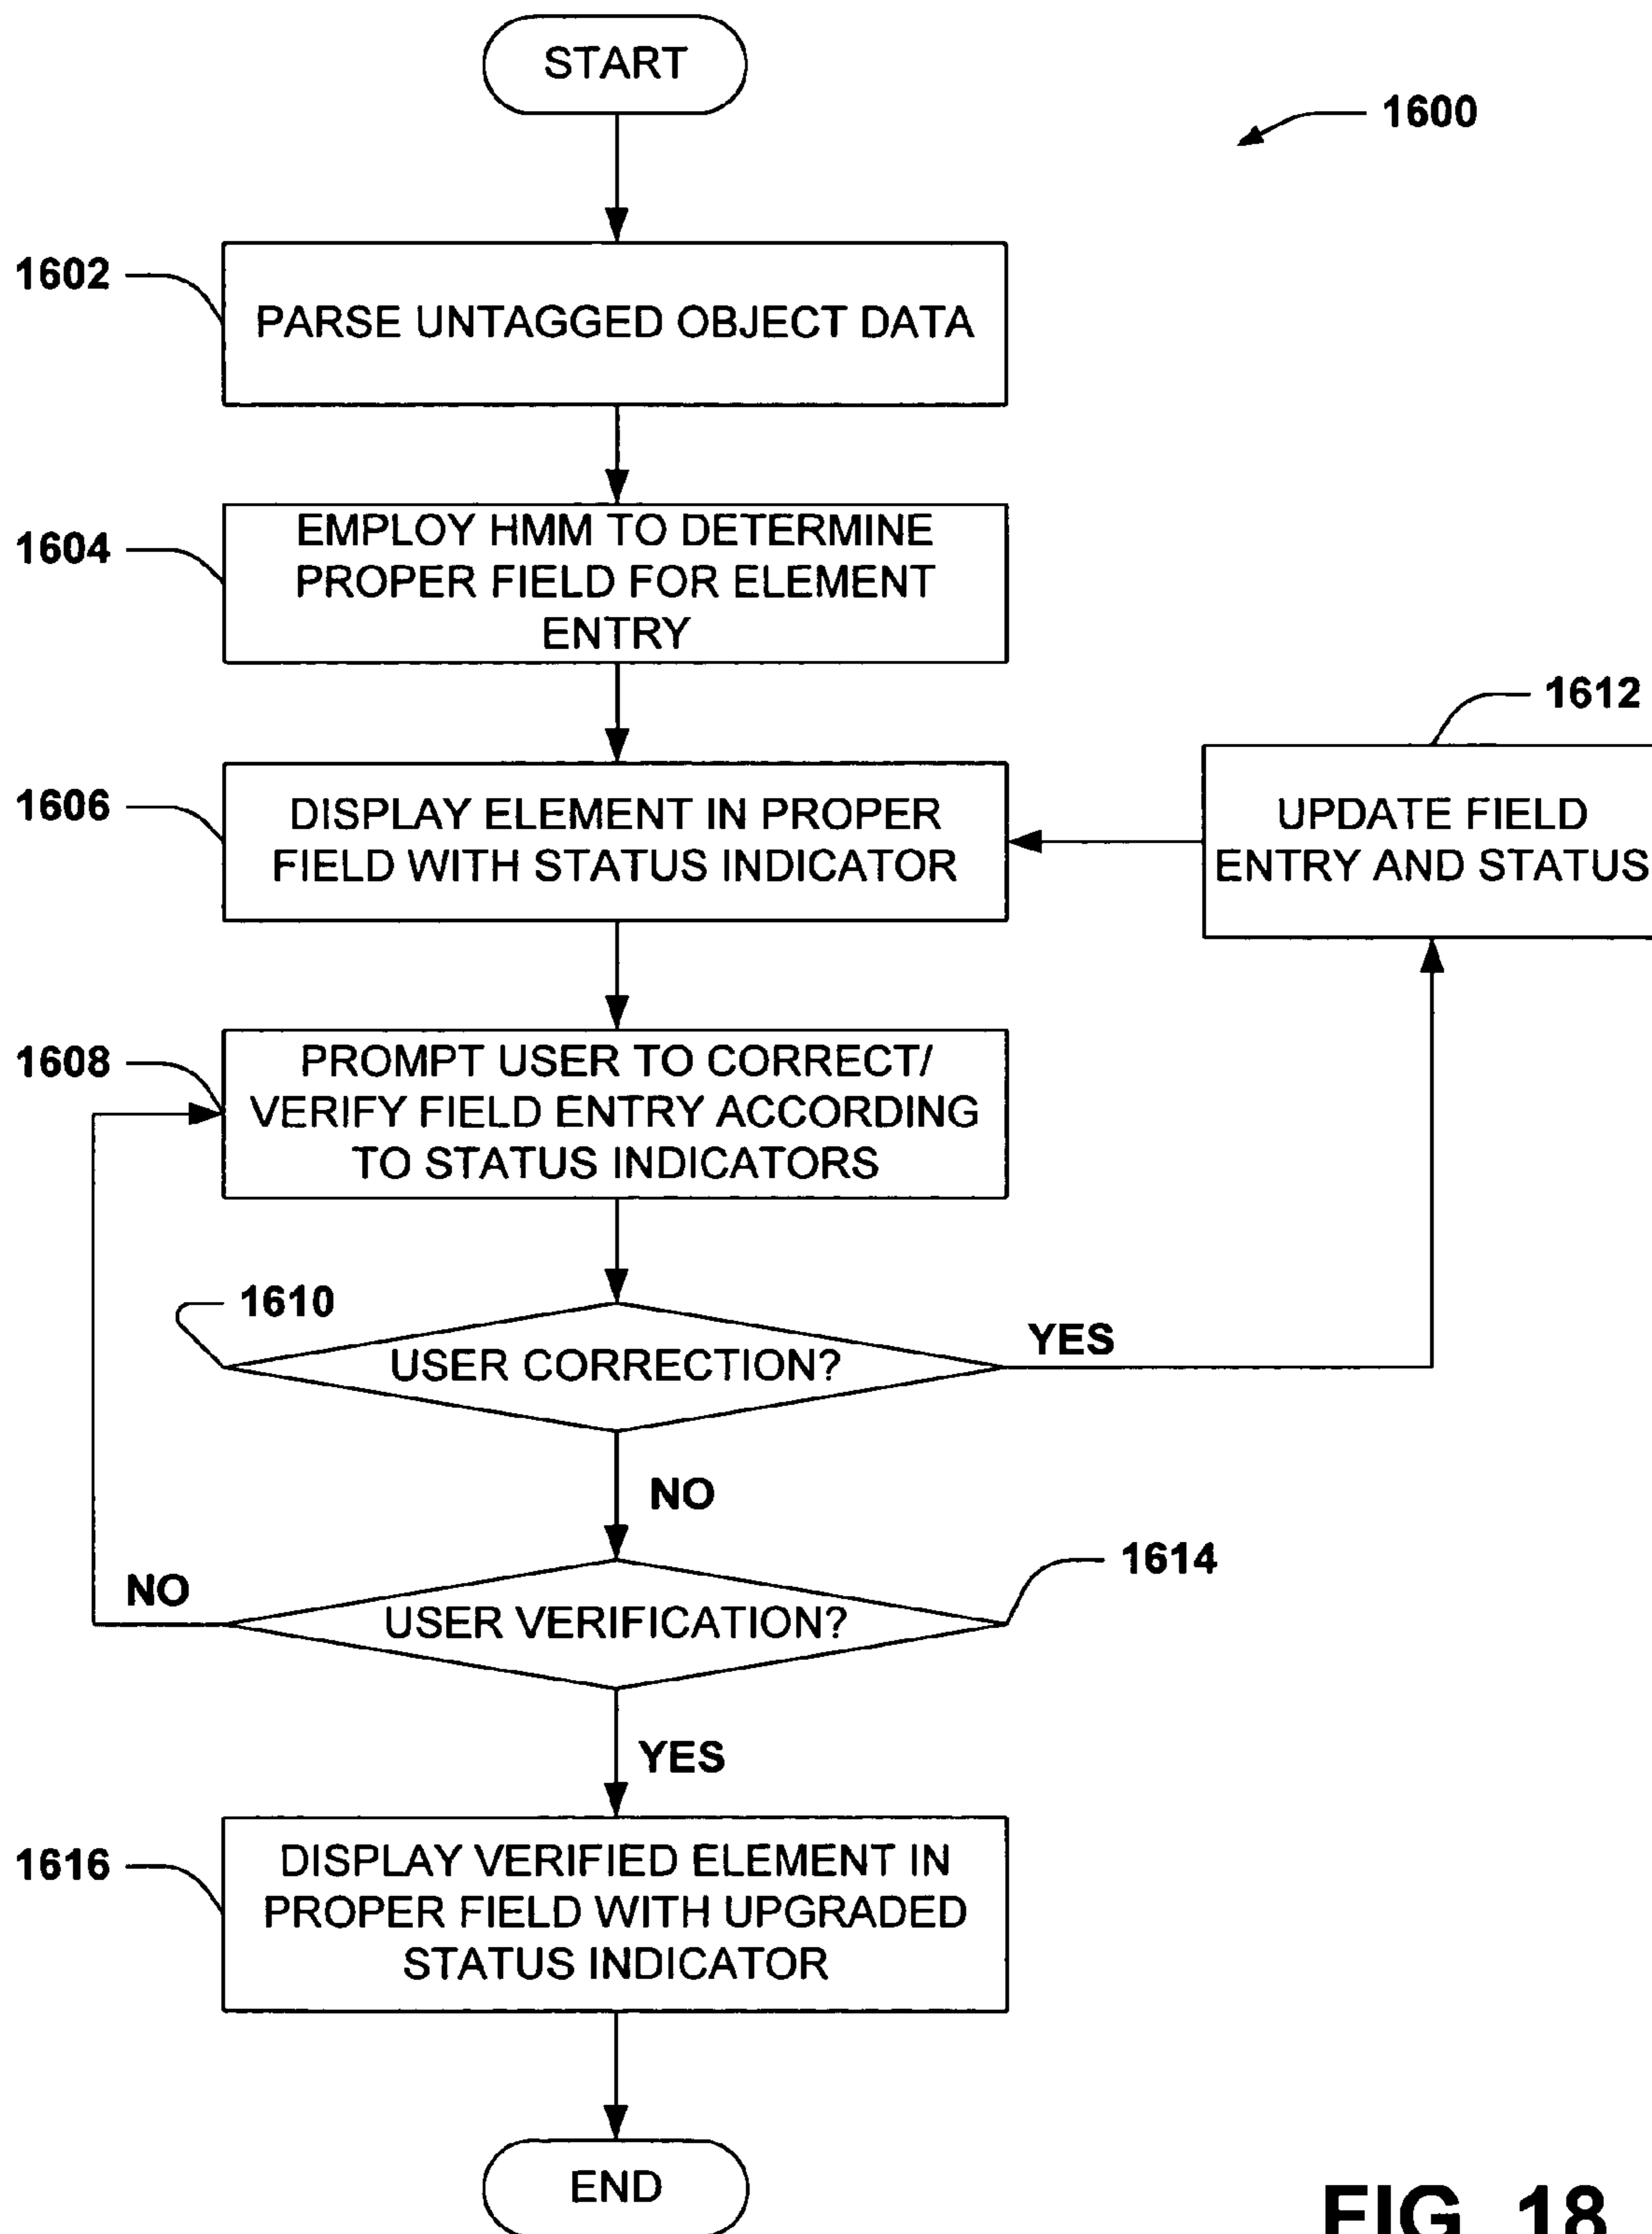 START
1600
1602
PARSE UNTAGGED OBJECT DATA
1604
EMPLOY HMM TO DETERMINE
PROPER FIELD FOR ELEMENT
ENTRY
1606
DISPLAY ELEMENT IN PROPER
FIELD WITH STATUS INDICATOR
1612
UPDATE FIELD
ENTRY AND STATUS
1608
PROMPT USER TO CORRECT/
VERIFY FIELD ENTRY ACCORDING
TO STATUS INDICATORS
1610
USER CORRECTION?
YES
NO
1614
USER VERIFICATION?
NO
YES
1616
DISPLAY VERIFIED ELEMENT IN
PROPER FIELD WITH UPGRADED
STATUS INDICATOR
END
FIG. 18